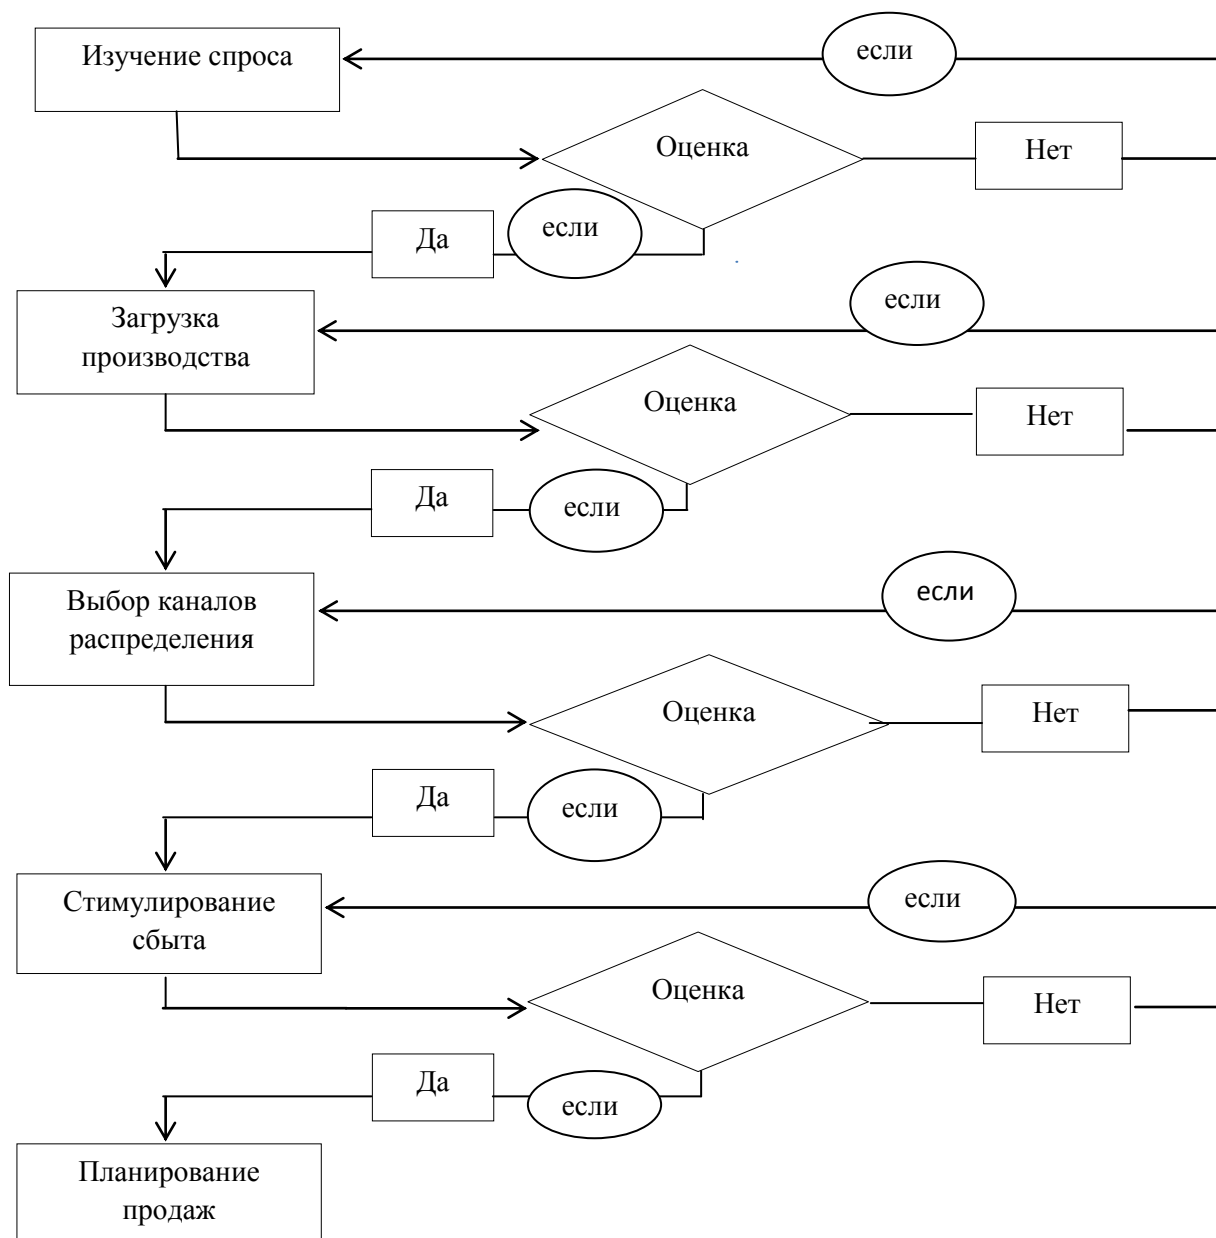 Изучение спроса
если
Оценка
Нет
Да
если
Загрузка
производства
если
Оценка
Нет
Да
если
Выбор каналов
распределения
если
Оценка
Нет
Да
если
Стимулирование
сбыта
если
Оценка
Нет
Да
если
Планирование
продаж